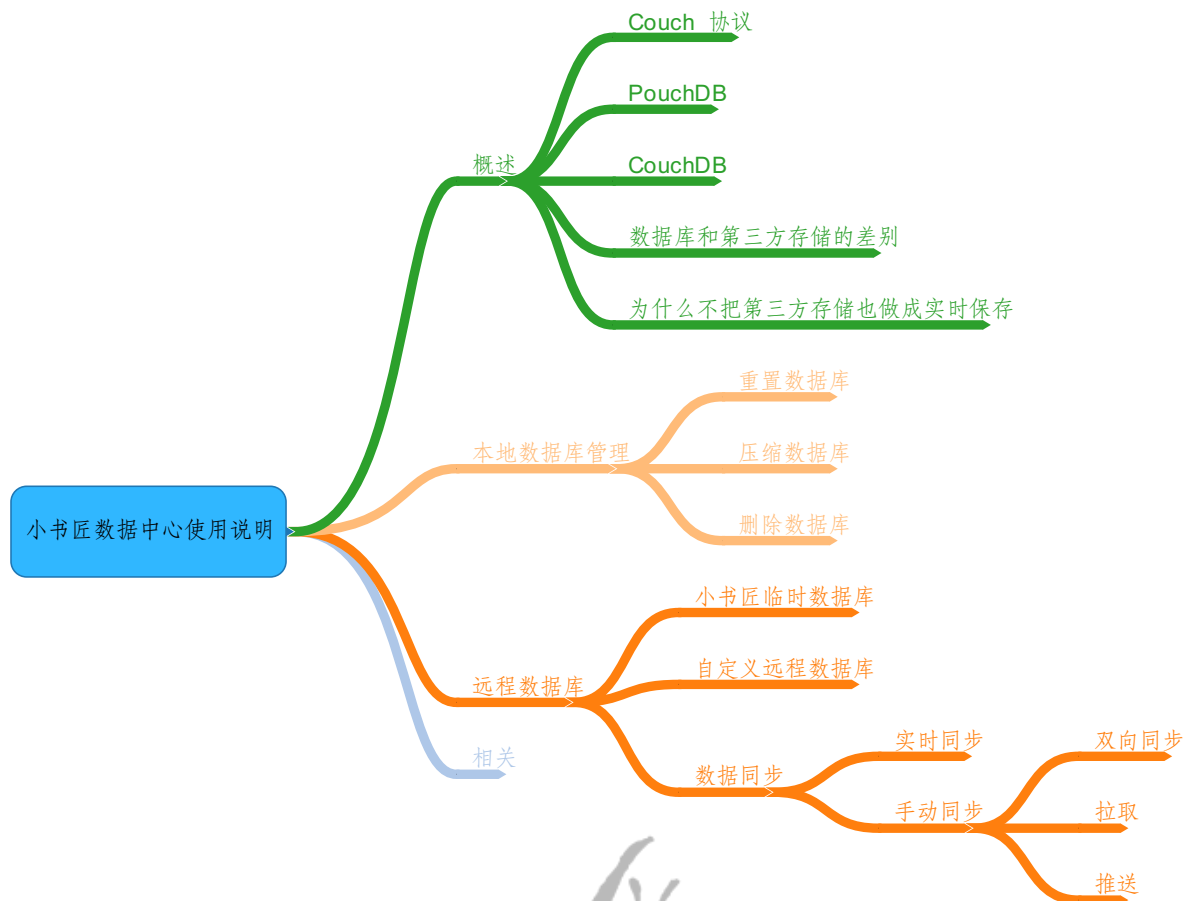 小书匠数据中心使用说明
概述
Couch 协议
PouchDB
CouchDB
数据库和第三方存储的差别
为什么不把第三方存储也做成实时保存
本地数据库管理
重置数据库
压缩数据库
删除数据库
远程数据库
小书匠临时数据库
自定义远程数据库
数据同步
实时同步
手动同步
双向同步
拉取
推送
相关